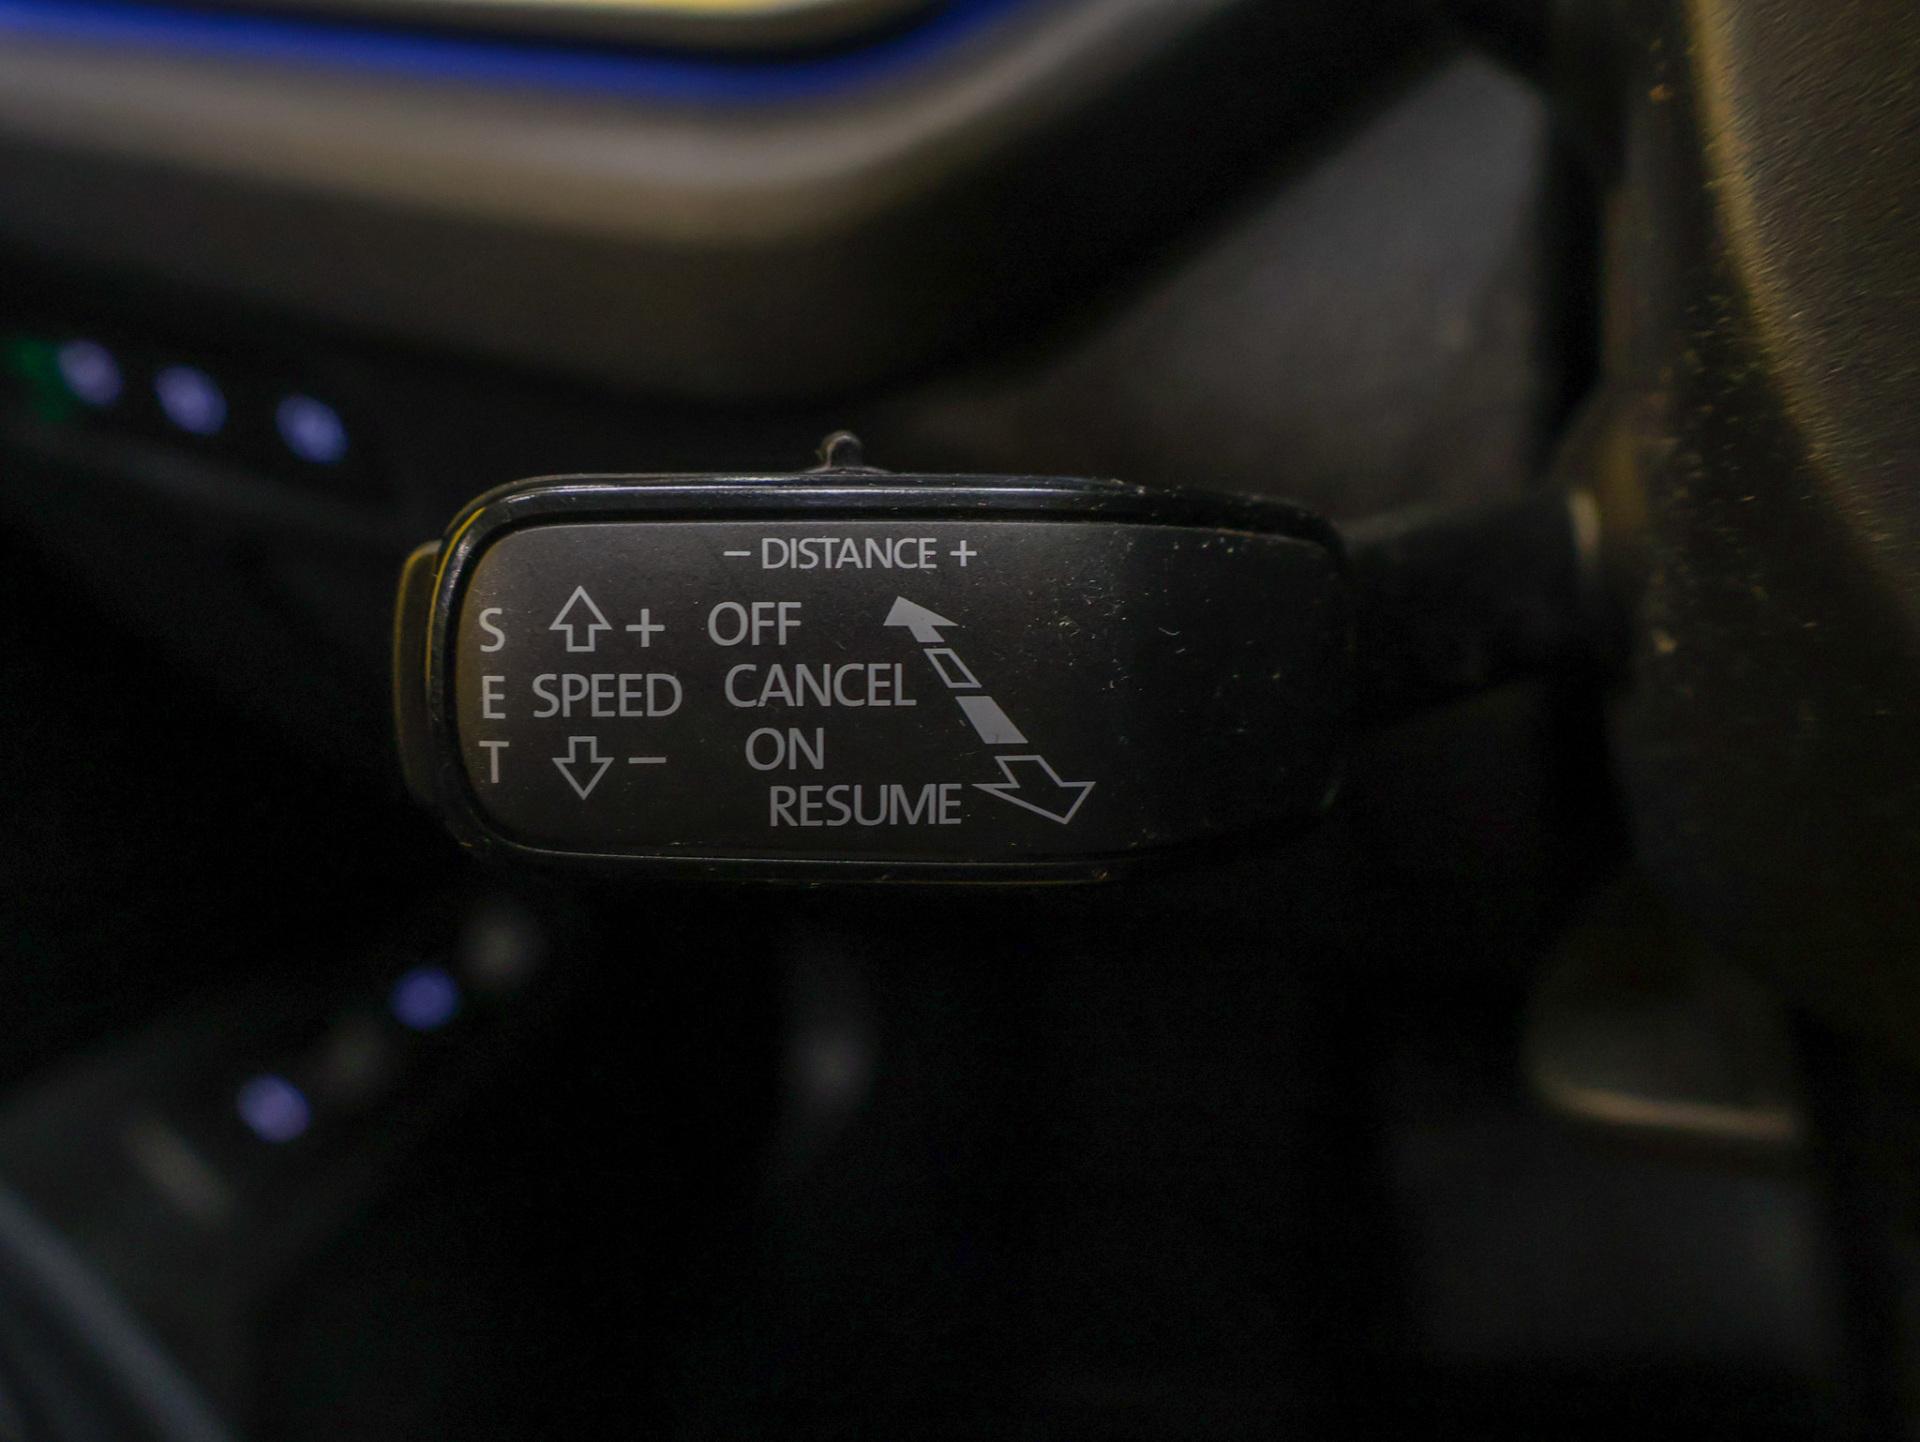 − DISTANCE +
S + OFF
E SPEED CANCEL
T − ON
RESUME